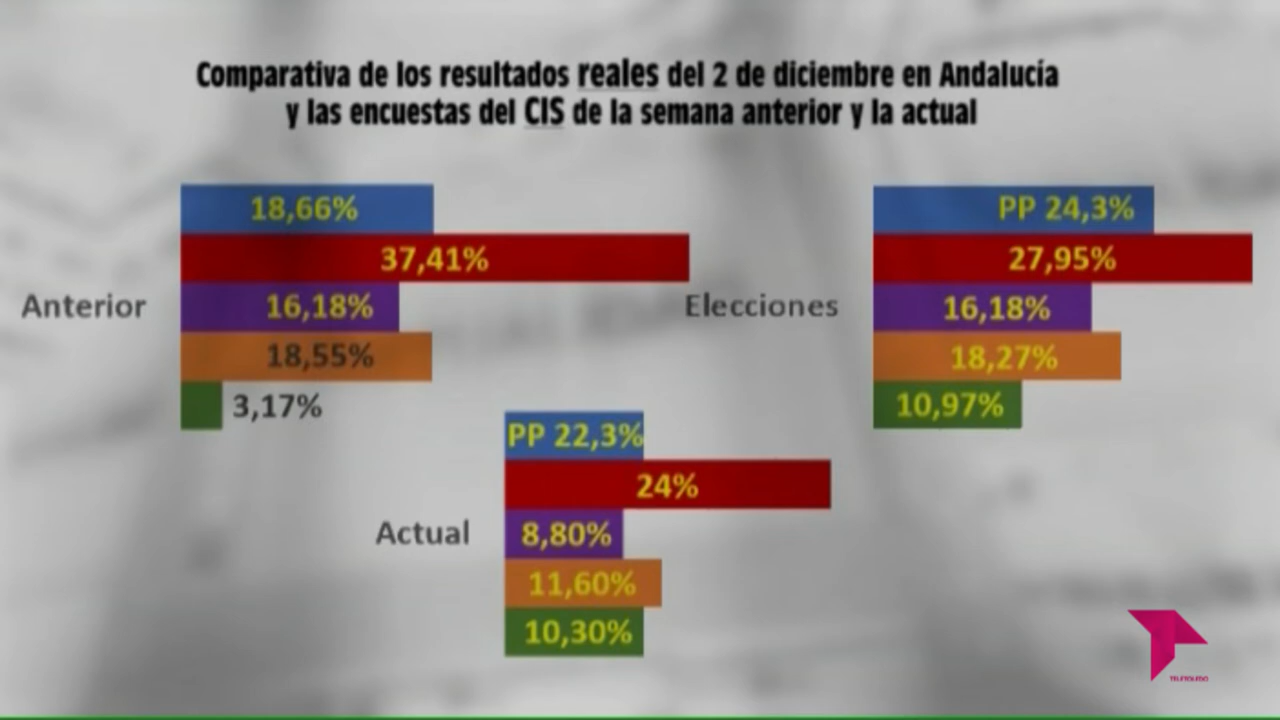 Comparativa de los resultados reales del 2 de diciembre en Andalucía
y las encuestas del CIS de la semana anterior y la actual
Anterior
18,66%
37,41%
16,18%
18,55%
3,17%
Elecciones
PP 24,3%
27,95%
16,18%
18,27%
10,97%
Actual
PP 22,3%
24%
8,80%
11,60%
10,30%